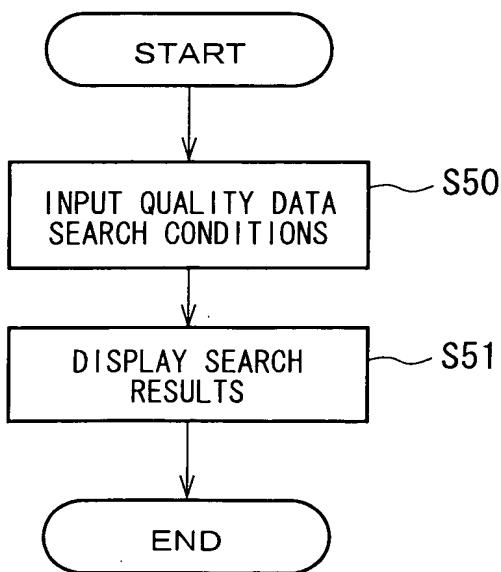 START
INPUT QUALITY DATA
SEARCH CONDITIONS
S50
DISPLAY SEARCH
RESULTS
S51
END